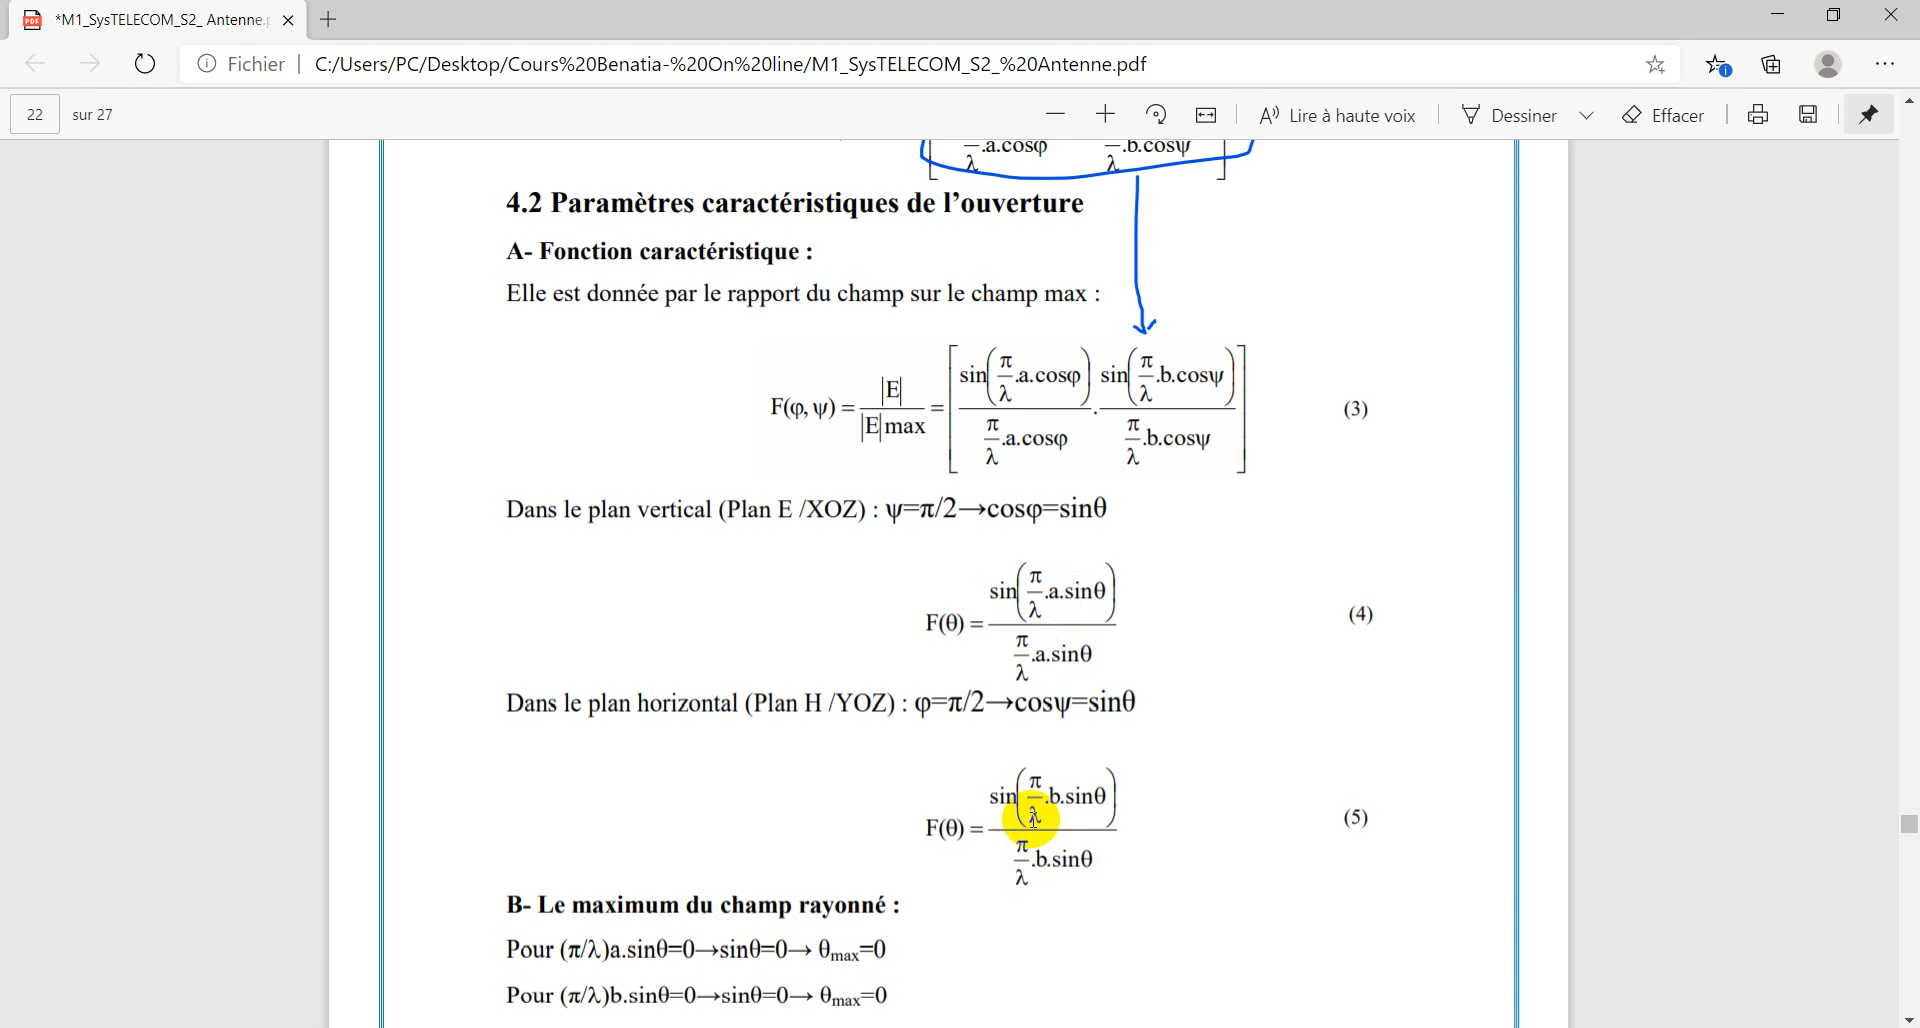 *M1_SysTELECOM_S2_ Antenne.p
Fichier | C:/Users/PC/Desktop/Cours%20Benatia-%20On%20line/M1_SysTELECOM_S2_%20Antenne.pdf
22 sur 27 Lire à haute voix Dessiner Effacer
λ .a.cosφ λ .b.cosψ
4.2 Paramètres caractéristiques de l’ouverture
A- Fonction caractéristique :
Elle est donnée par le rapport du champ sur le champ max :
F(φ, ψ) = |E| / |E|max = [ sin(π/λ .a.cosφ) / (π/λ .a.cosφ) . sin(π/λ .b.cosψ) / (π/λ .b.cosψ) ] (3)
Dans le plan vertical (Plan E /XOZ) : ψ=π/2→cosφ=sinθ
F(θ) = sin(π/λ .a.sinθ) / (π/λ .a.sinθ) (4)
Dans le plan horizontal (Plan H /YOZ) : φ=π/2→cosψ=sinθ
F(θ) = sin(π/λ .b.sinθ) / (π/λ .b.sinθ) (5)
B- Le maximum du champ rayonné :
Pour (π/λ)a.sinθ=0→sinθ=0→ θmax=0
Pour (π/λ)b.sinθ=0→sinθ=0→ θmax=0